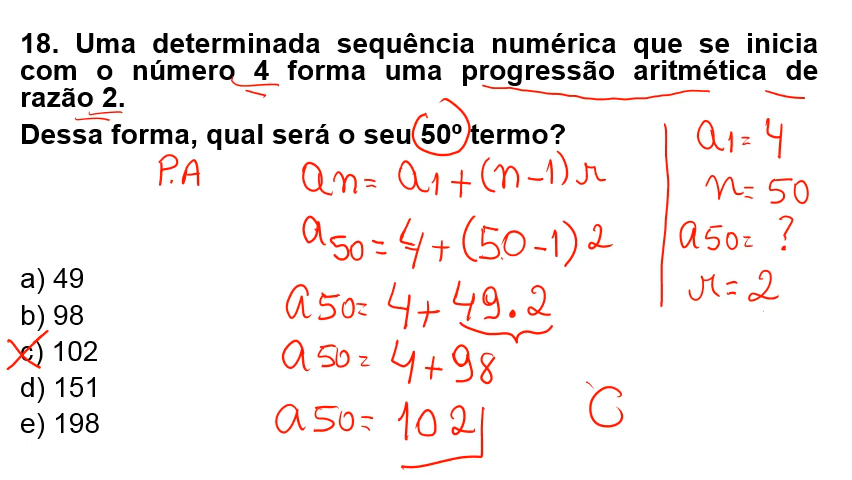 18. Uma determinada sequência numérica que se inicia
com o número 4 forma uma progressão aritmética de
razão 2.
Dessa forma, qual será o seu 50º termo?
P.A
an = a1 + (n - 1) r
a50 = 4 + (50 - 1) 2
a50 = 4 + 49.2
a50 = 4 + 98
a50 = 102
a1 = 4
n = 50
a50 = ?
r = 2
a) 49
b) 98
c) 102
d) 151
e) 198
C